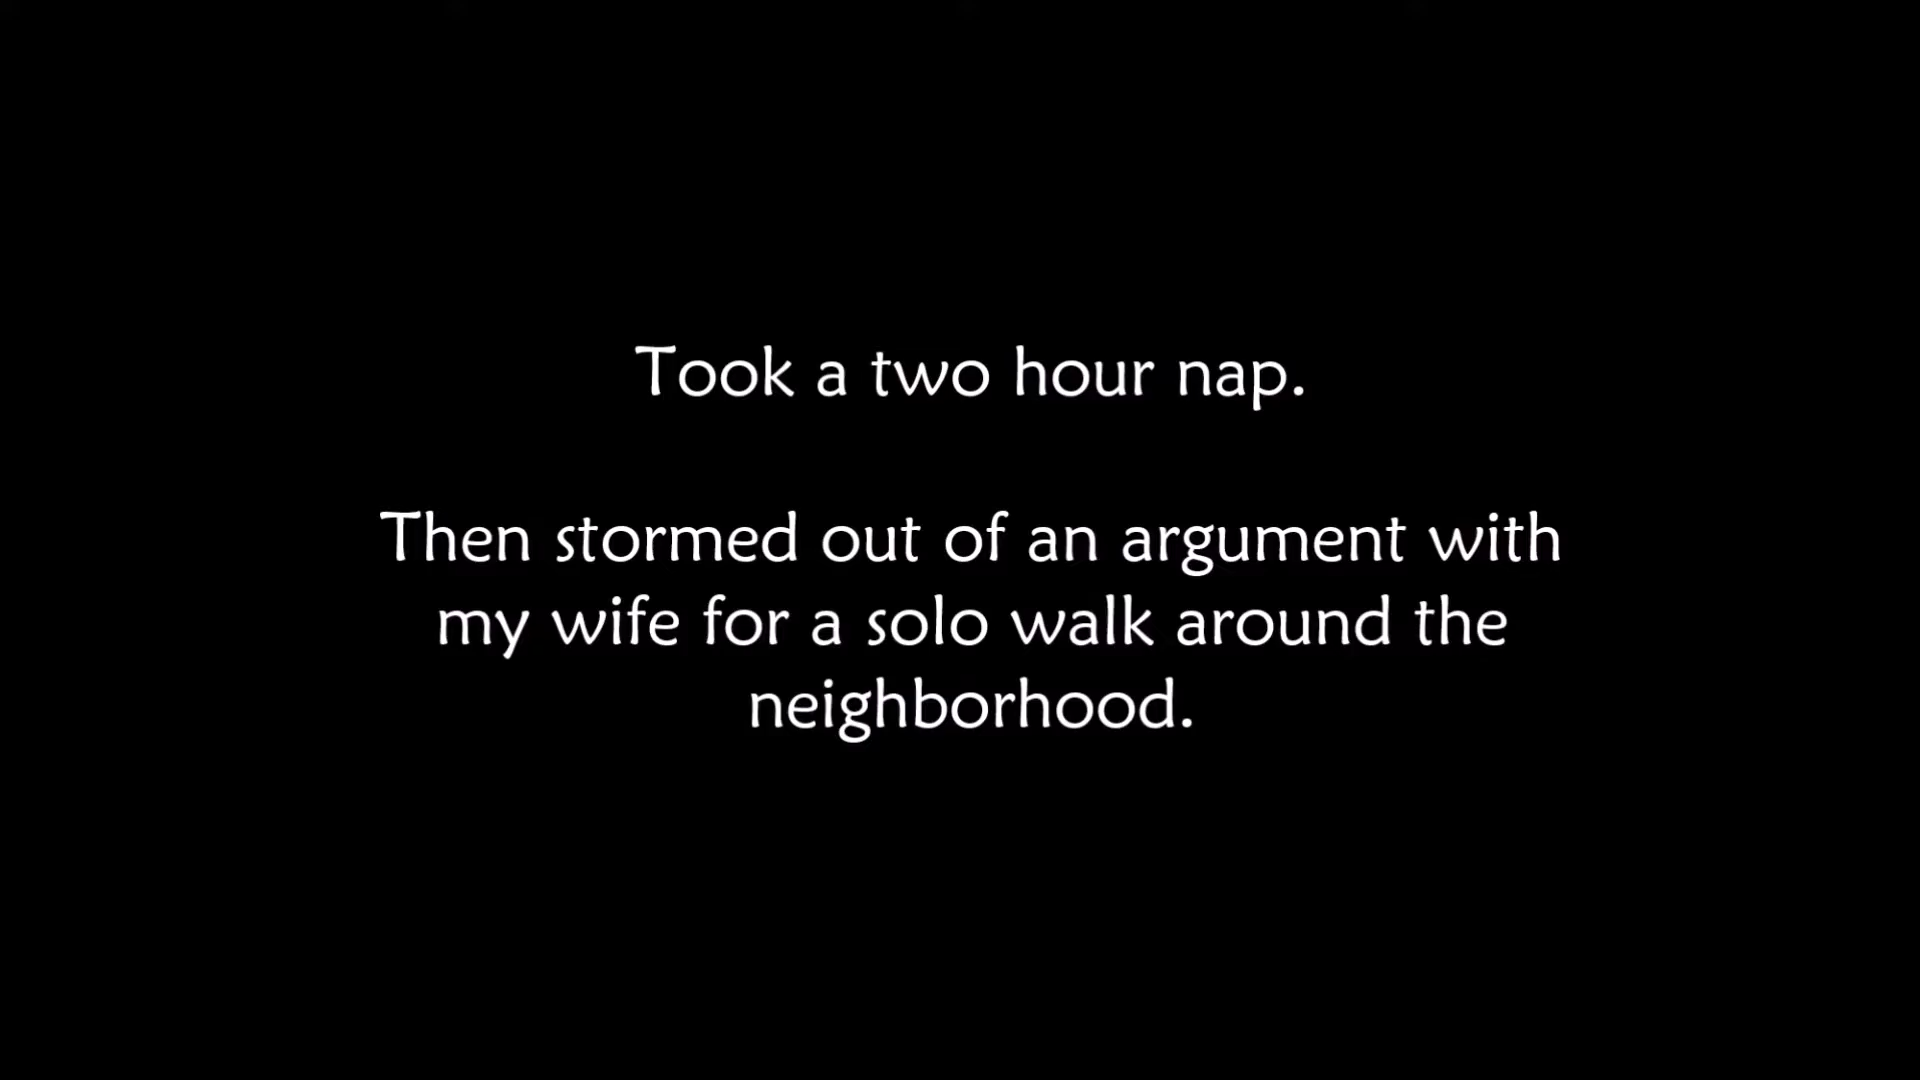 Took a two hour nap.
Then stormed out of an argument with
my wife for a solo walk around the
neighborhood.